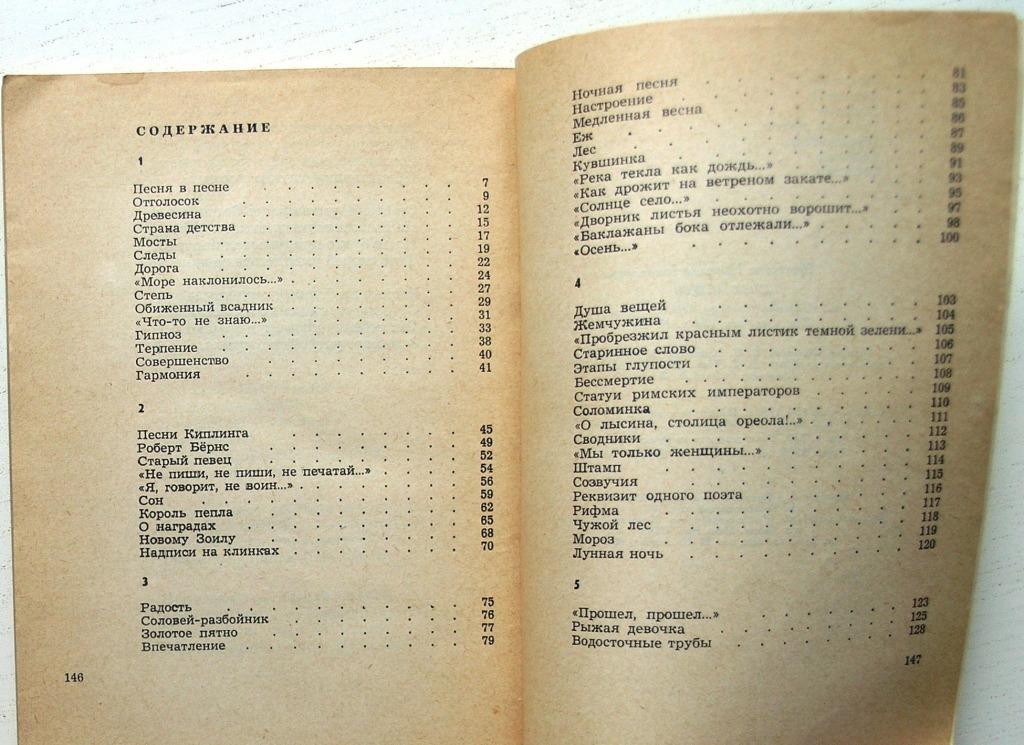 СОДЕРЖАНИЕ
1
Песня в песне . . . . . . . . . . 7
Отголосок . . . . . . . . . . 9
Древесина . . . . . . . . . . 12
Страна детства . . . . . . . . . . 15
Мосты . . . . . . . . . . 17
Следы . . . . . . . . . . 19
Дорога . . . . . . . . . . 22
«Море наклонилось...» . . . . . . . . 24
Степь . . . . . . . . . . 27
Обиженный всадник . . . . . . . . 29
«Что-то не знаю...» . . . . . . . . 31
Гипноз . . . . . . . . . . 33
Терпение . . . . . . . . . . 38
Совершенство . . . . . . . . . . 40
Гармония . . . . . . . . . . 41
2
Песни Киплинга . . . . . . . . 45
Роберт Бёрнс . . . . . . . . 49
Старый певец . . . . . . . . 52
«Не пиши, не пиши, не печатай...» . . . . 54
«Я, говорит, не воин...» . . . . . . . 56
Сон . . . . . . . . . . 59
Король пепла . . . . . . . . 62
О наградах . . . . . . . . 65
Новому Зоилу . . . . . . . . 68
Надписи на клинках . . . . . . . . 70
3
Радость . . . . . . . . . . 75
Соловей-разбойник . . . . . . . . 76
Золотое пятно . . . . . . . . 77
Впечатление . . . . . . . . 79
146
Ночная песня . . . . . . . . 81
Настроение . . . . . . . . 83
Медленная весна . . . . . . . . 85
Еж . . . . . . . . . . 86
Лес . . . . . . . . . . 87
Кувшинка . . . . . . . . 89
«Река текла как дождь...» . . . . . . 91
«Как дрожит на ветреном закате...» . . . . 93
«Солнце село...» . . . . . . . . 95
«Дворник листья неохотно ворошит...» . . . 97
«Баклажаны бока отлежали...» . . . . . 98
«Осень...» . . . . . . . . 100
4
Душа вещей . . . . . . . . 103
Жемчужина . . . . . . . . 104
«Пробрезжил красным листик темной зелени...» 105
Старинное слово . . . . . . . . 106
Этапы глупости . . . . . . . . 107
Бессмертие . . . . . . . . 108
Статуи римских императоров . . . . . 109
Соломинка . . . . . . . . 110
«О лысина, столица ореола!..» . . . . . 111
Сводники . . . . . . . . 112
«Мы только женщины...» . . . . . . 113
Штамп . . . . . . . . 114
Созвучия . . . . . . . . 115
Реквизит одного поэта . . . . . . 116
Рифма . . . . . . . . 117
Чужой лес . . . . . . . . 118
Мороз . . . . . . . . 119
Лунная ночь . . . . . . . . 120
5
«Прошел, прошел...» . . . . . . . 123
Рыжая девочка . . . . . . . . 125
Водосточные трубы . . . . . . . 128
147